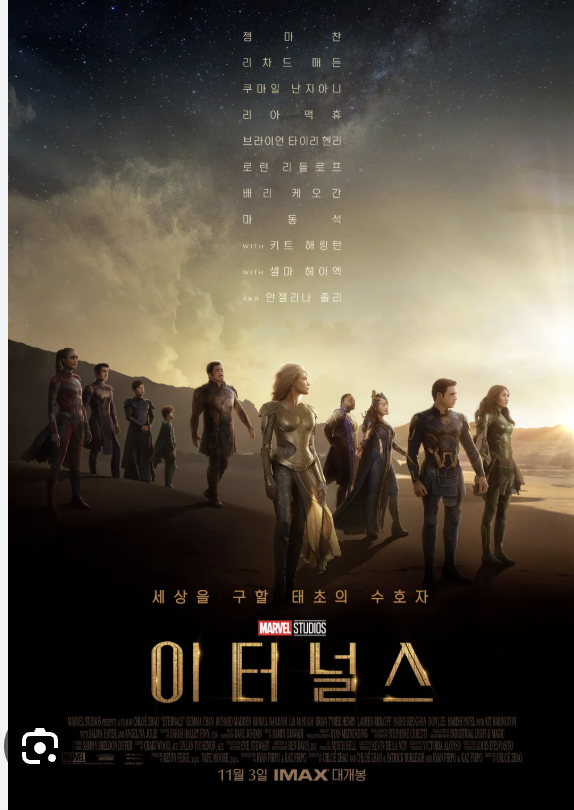 젬마 찬
리차드 매든
쿠마일 난지아니
리아 맥휴
브라이언 타이리 헨리
로런 리들로프
배리 케오간
마동석
WITH 키트 해링턴
WITH 셀마 헤이엑
AND 안젤리나 졸리
세상을 구할 태초의 수호자
MARVEL STUDIOS
이터널스
11월 3일 IMAX 대개봉